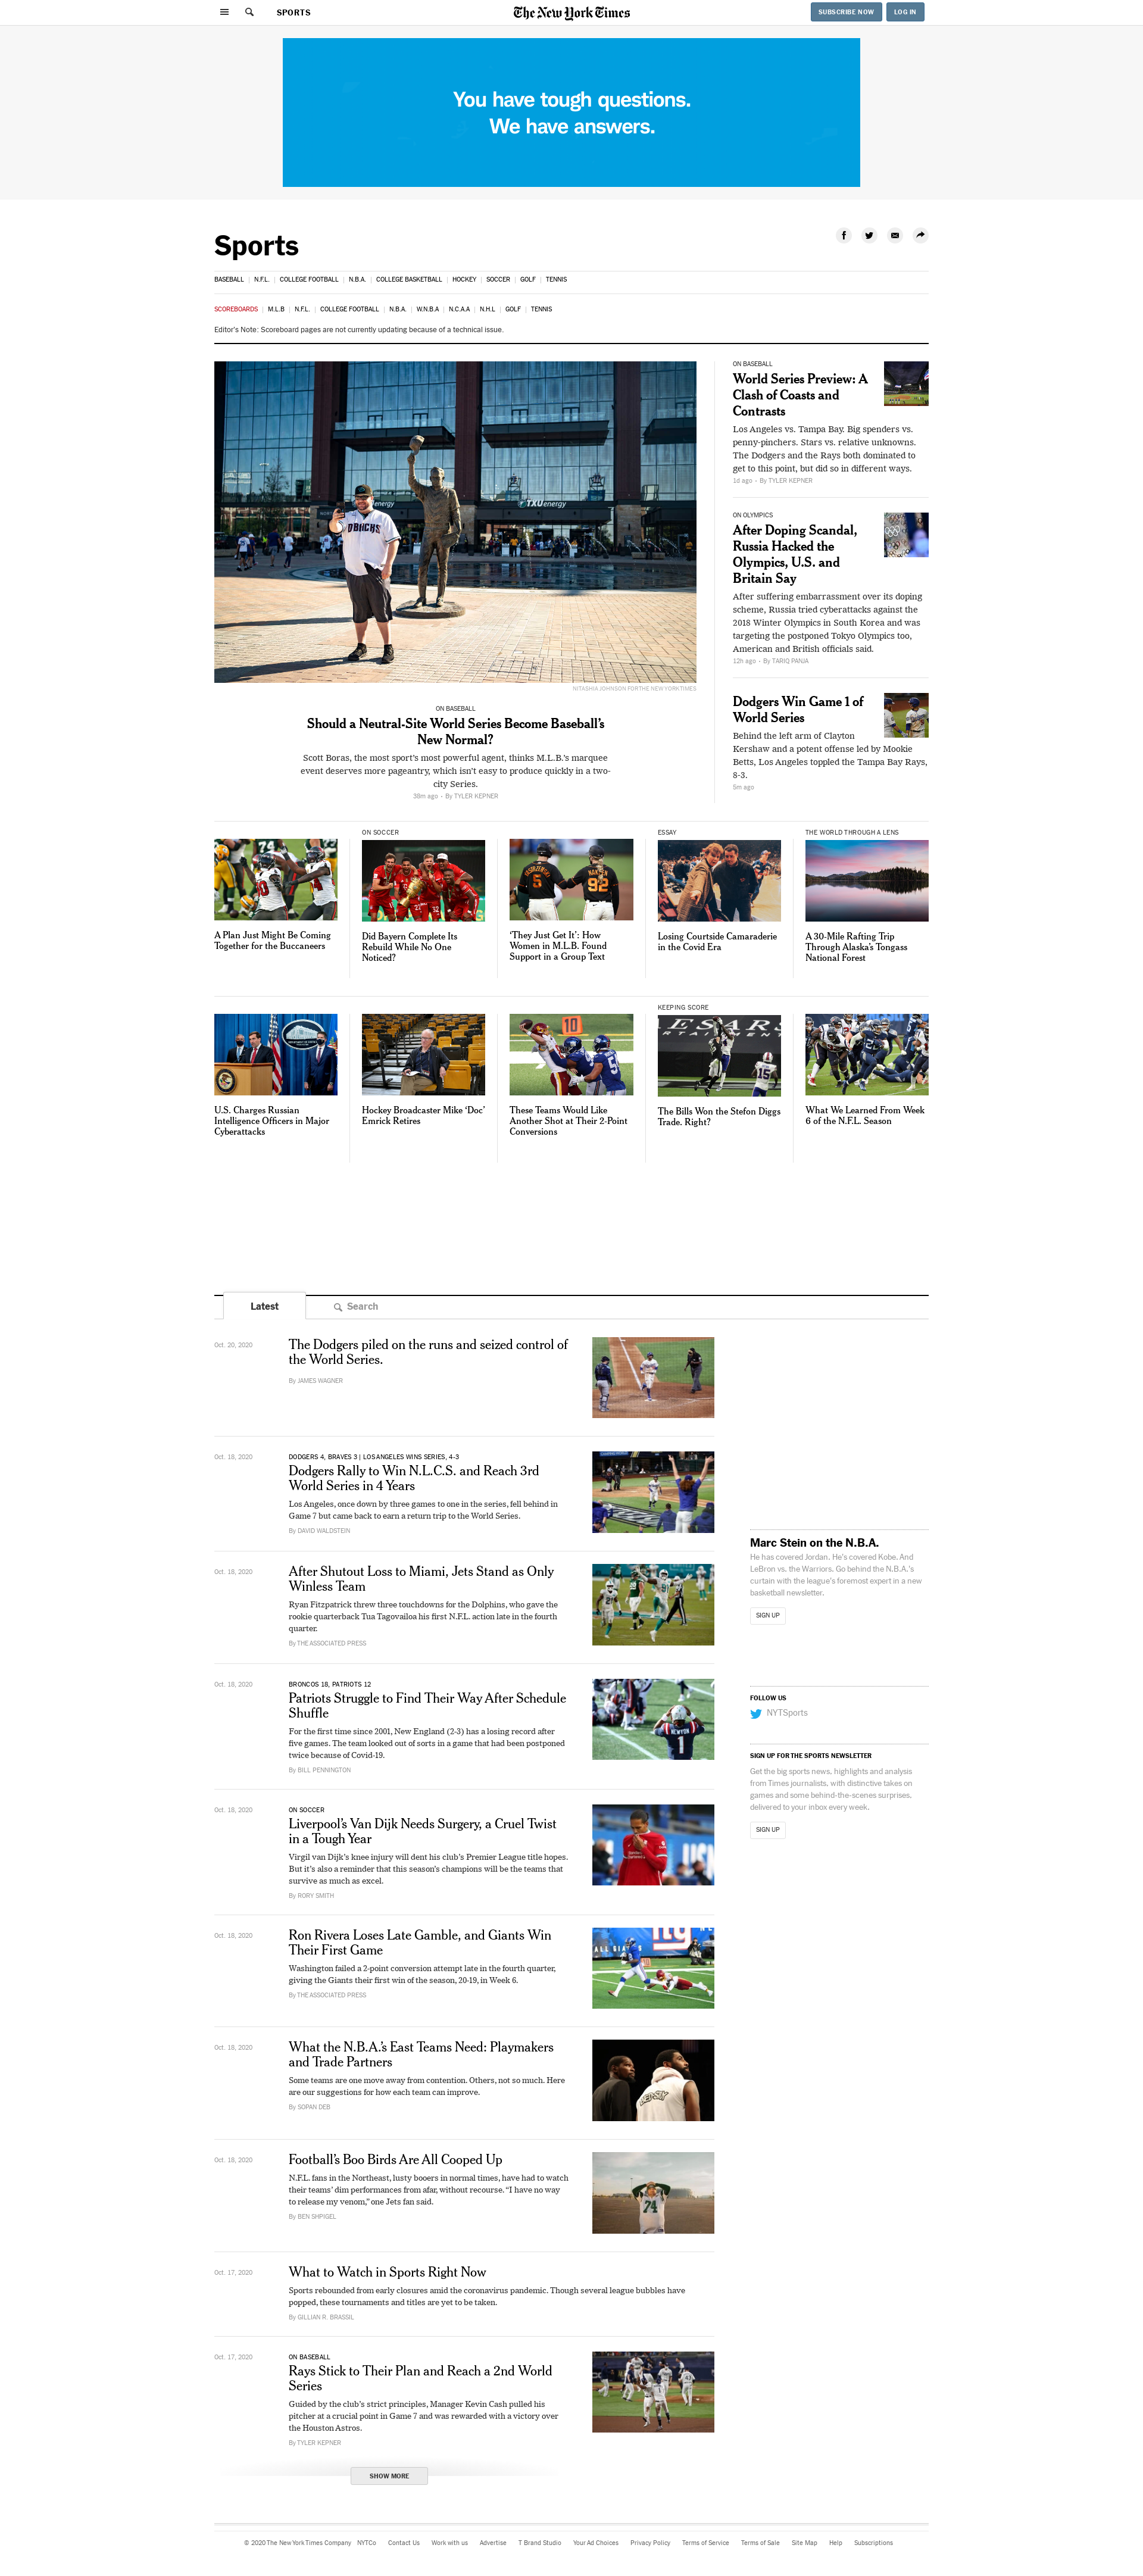 SPORTS
The New York Times
SUBSCRIBE NOW
LOG IN
You have tough questions.
We have answers.
Sports
BASEBALL | N.F.L. | COLLEGE FOOTBALL | N.B.A. | COLLEGE BASKETBALL | HOCKEY | SOCCER | GOLF | TENNIS
SCOREBOARDS | M.L.B | N.F.L. | COLLEGE FOOTBALL | N.B.A. | W.N.B.A | N.C.A.A | N.H.L | GOLF | TENNIS
Editor's Note: Scoreboard pages are not currently updating because of a technical issue.
TXU energy
NITASHIA JOHNSON FOR THE NEW YORK TIMES
ON BASEBALL
Should a Neutral-Site World Series Become Baseball's
New Normal?
Scott Boras, the most sport's most powerful agent, thinks M.L.B.'s marquee
event deserves more pageantry, which isn't easy to produce quickly in a two-
city Series.
38m ago · By TYLER KEPNER
ON BASEBALL
World Series Preview: A
Clash of Coasts and
Contrasts
Los Angeles vs. Tampa Bay. Big spenders vs.
penny-pinchers. Stars vs. relative unknowns.
The Dodgers and the Rays both dominated to
get to this point, but did so in different ways.
1d ago · By TYLER KEPNER
ON OLYMPICS
After Doping Scandal,
Russia Hacked the
Olympics, U.S. and
Britain Say
After suffering embarrassment over its doping
scheme, Russia tried cyberattacks against the
2018 Winter Olympics in South Korea and was
targeting the postponed Tokyo Olympics too,
American and British officials said.
12h ago · By TARIQ PANJA
Dodgers Win Game 1 of
World Series
Behind the left arm of Clayton
Kershaw and a potent offense led by Mookie
Betts, Los Angeles toppled the Tampa Bay Rays,
8-3.
5m ago
A Plan Just Might Be Coming
Together for the Buccaneers
ON SOCCER
Did Bayern Complete Its
Rebuild While No One
Noticed?
'They Just Get It': How
Women in M.L.B. Found
Support in a Group Text
ESSAY
Losing Courtside Camaraderie
in the Covid Era
THE WORLD THROUGH A LENS
A 30-Mile Rafting Trip
Through Alaska's Tongass
National Forest
U.S. Charges Russian
Intelligence Officers in Major
Cyberattacks
Hockey Broadcaster Mike 'Doc'
Emrick Retires
These Teams Would Like
Another Shot at Their 2-Point
Conversions
KEEPING SCORE
The Bills Won the Stefon Diggs
Trade. Right?
What We Learned From Week
6 of the N.F.L. Season
Latest
Search
Oct. 20, 2020
The Dodgers piled on the runs and seized control of
the World Series.
By JAMES WAGNER
Oct. 18, 2020
DODGERS 4, BRAVES 3 | LOS ANGELES WINS SERIES, 4-3
Dodgers Rally to Win N.L.C.S. and Reach 3rd
World Series in 4 Years
Los Angeles, once down by three games to one in the series, fell behind in
Game 7 but came back to earn a return trip to the World Series.
By DAVID WALDSTEIN
Oct. 18, 2020
After Shutout Loss to Miami, Jets Stand as Only
Winless Team
Ryan Fitzpatrick threw three touchdowns for the Dolphins, who gave the
rookie quarterback Tua Tagovailoa his first N.F.L. action late in the fourth
quarter.
By THE ASSOCIATED PRESS
Oct. 18, 2020
BRONCOS 18, PATRIOTS 12
Patriots Struggle to Find Their Way After Schedule
Shuffle
For the first time since 2001, New England (2-3) has a losing record after
five games. The team looked out of sorts in a game that had been postponed
twice because of Covid-19.
By BILL PENNINGTON
Oct. 18, 2020
ON SOCCER
Liverpool's Van Dijk Needs Surgery, a Cruel Twist
in a Tough Year
Virgil van Dijk's knee injury will dent his club's Premier League title hopes.
But it's also a reminder that this season's champions will be the teams that
survive as much as excel.
By RORY SMITH
Oct. 18, 2020
Ron Rivera Loses Late Gamble, and Giants Win
Their First Game
Washington failed a 2-point conversion attempt late in the fourth quarter,
giving the Giants their first win of the season, 20-19, in Week 6.
By THE ASSOCIATED PRESS
Oct. 18, 2020
What the N.B.A.'s East Teams Need: Playmakers
and Trade Partners
Some teams are one move away from contention. Others, not so much. Here
are our suggestions for how each team can improve.
By SOPAN DEB
Oct. 18, 2020
Football's Boo Birds Are All Cooped Up
N.F.L. fans in the Northeast, lusty booers in normal times, have had to watch
their teams' dim performances from afar, without recourse. "I have no way
to release my venom," one Jets fan said.
By BEN SHPIGEL
Oct. 17, 2020
What to Watch in Sports Right Now
Sports rebounded from early closures amid the coronavirus pandemic. Though several league bubbles have
popped, these tournaments and titles are yet to be taken.
By GILLIAN R. BRASSIL
Oct. 17, 2020
ON BASEBALL
Rays Stick to Their Plan and Reach a 2nd World
Series
Guided by the club's strict principles, Manager Kevin Cash pulled his
pitcher at a crucial point in Game 7 and was rewarded with a victory over
the Houston Astros.
By TYLER KEPNER
SHOW MORE
Marc Stein on the N.B.A.
He has covered Jordan. He's covered Kobe. And
LeBron vs. the Warriors. Go behind the N.B.A.'s
curtain with the league's foremost expert in a new
basketball newsletter.
SIGN UP
FOLLOW US
NYTSports
SIGN UP FOR THE SPORTS NEWSLETTER
Get the big sports news, highlights and analysis
from Times journalists, with distinctive takes on
games and some behind-the-scenes surprises,
delivered to your inbox every week.
SIGN UP
© 2020 The New York Times Company NYTCo Contact Us Work with us Advertise T Brand Studio Your Ad Choices Privacy Policy Terms of Service Terms of Sale Site Map Help Subscriptions